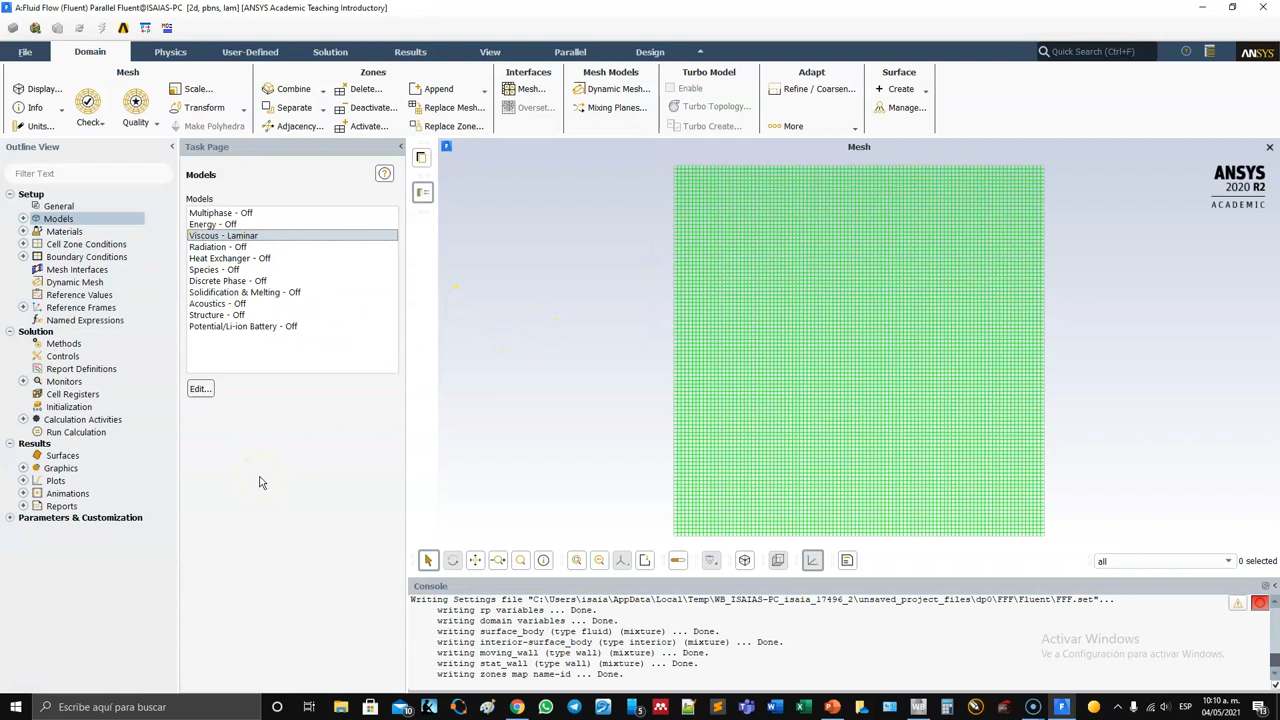 A:Fluid Flow (Fluent) Parallel Fluent@ISAIAS-PC [2d, pbns, lam] [ANSYS Academic Teaching Introductory]
File Domain Physics User-Defined Solution Results View Parallel Design Quick Search (Ctrl+F) ANSYS
Mesh Zones Interfaces Mesh Models Turbo Model Adapt Surface
Display... Scale... Combine Delete... Append Mesh... Dynamic Mesh... Enable Refine / Coarsen... Create
Info Check Quality Transform Separate Deactivate... Replace Mesh... Overset... Mixing Planes... Turbo Topology... Manage...
Units... Make Polyhedra Adjacency... Activate... Replace Zone... Turbo Create... More
Outline View
Filter Text
Setup
General
Models
Materials
Cell Zone Conditions
Boundary Conditions
Mesh Interfaces
Dynamic Mesh
Reference Values
Reference Frames
Named Expressions
Solution
Methods
Controls
Report Definitions
Monitors
Cell Registers
Initialization
Calculation Activities
Run Calculation
Results
Surfaces
Graphics
Plots
Animations
Reports
Parameters & Customization
Task Page
Models
Models
Multiphase - Off
Energy - Off
Viscous - Laminar
Radiation - Off
Heat Exchanger - Off
Species - Off
Discrete Phase - Off
Solidification & Melting - Off
Acoustics - Off
Structure - Off
Potential/Li-ion Battery - Off
Edit...
Mesh
ANSYS
2020 R2
ACADEMIC
all 0 selected
Console
Writing Settings file "C:\Users\isaia\AppData\Local\Temp\WB_ISAIAS-PC_isaia_17496_2\unsaved_project_files\dp0\FFF\Fluent\FFF.set"...
writing rp variables ... Done.
writing domain variables ... Done.
writing surface_body (type fluid) (mixture) ... Done.
writing interior-surface_body (type interior) (mixture) ... Done.
writing moving_wall (type wall) (mixture) ... Done.
writing stat_wall (type wall) (mixture) ... Done.
writing zones map name-id ... Done.
Activar Windows
Ve a Configuración para activar Windows.
Escribe aquí para buscar
ESP
10:10 a. m.
04/05/2021